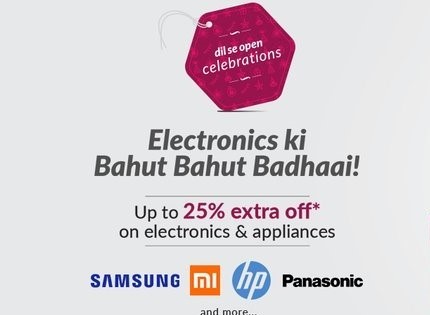 dil se open
celebrations
Electronics ki
Bahut Bahut Badhaai!
Up to 25% extra off*
on electronics & appliances
SAMSUNG mi hp Panasonic
and more...